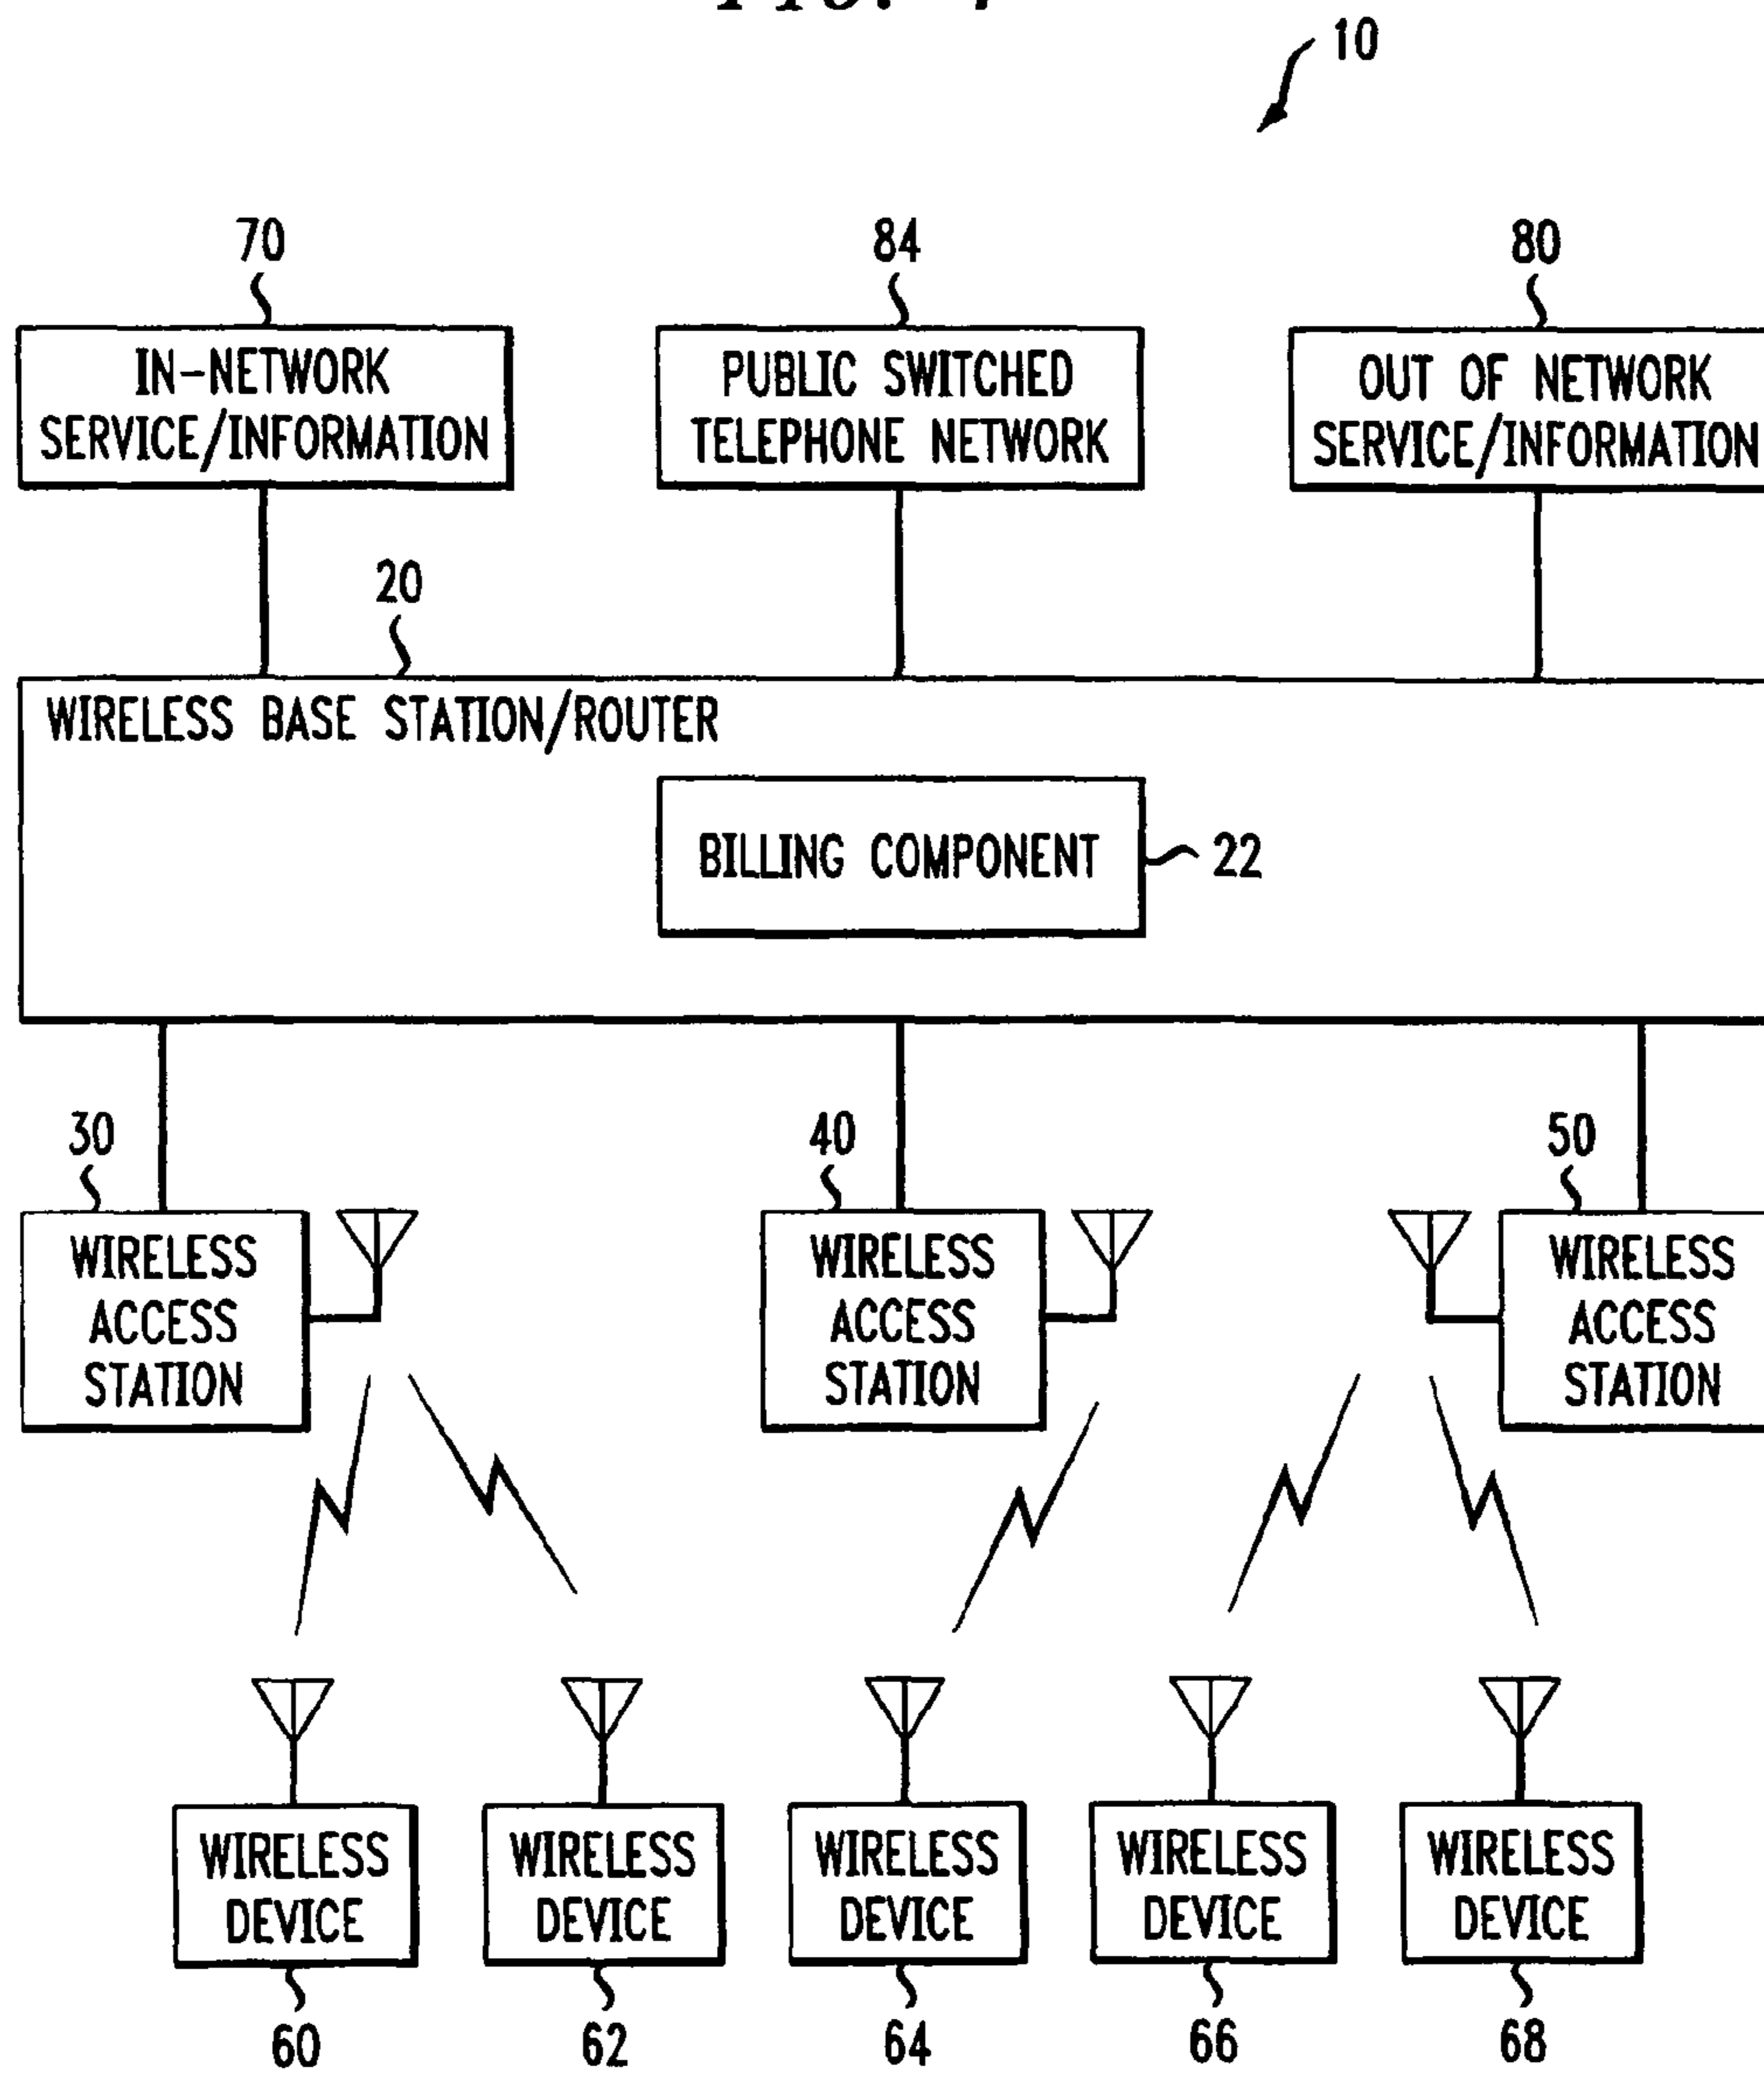 10
70
84
80
IN-NETWORK
SERVICE/INFORMATION
PUBLIC SWITCHED
TELEPHONE NETWORK
OUT OF NETWORK
SERVICE/INFORMATION
20
WIRELESS BASE STATION/ROUTER
BILLING COMPONENT
22
30
40
50
WIRELESS
ACCESS
STATION
WIRELESS
ACCESS
STATION
WIRELESS
ACCESS
STATION
WIRELESS
DEVICE
WIRELESS
DEVICE
WIRELESS
DEVICE
WIRELESS
DEVICE
WIRELESS
DEVICE
60
62
64
66
68